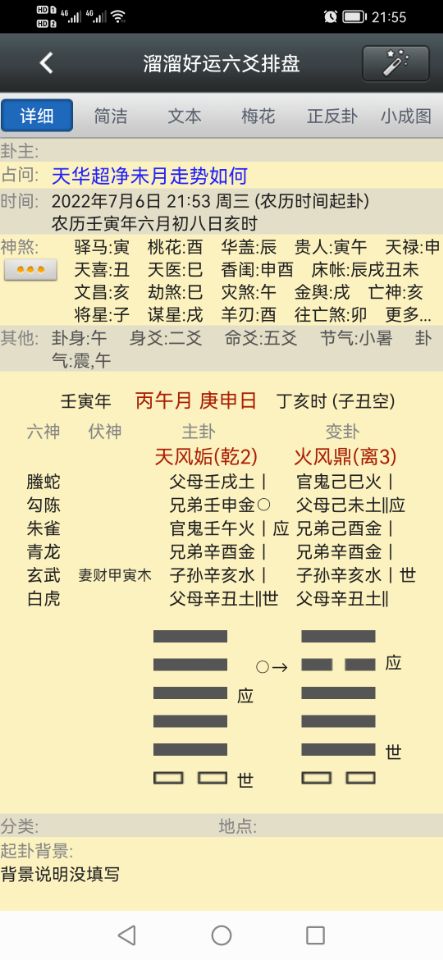 HD 1 4G 4G 21:55
HD 2
溜溜好运六爻排盘
详细 简洁 文本 梅花 正反卦 小成图
卦主:
占问: 天华超净未月走势如何
时间: 2022年7月6日 21:53 周三 (农历时间起卦)
农历壬寅年六月初八日亥时
神煞: 驿马:寅 桃花:酉 华盖:辰 贵人:寅午 天禄:申
天喜:丑 天医:巳 香闺:申酉 床帐:辰戌丑未
文昌:亥 劫煞:巳 灾煞:午 金舆:戌 亡神:亥
将星:子 谋星:戌 羊刃:酉 往亡煞:卯 更多...
其他: 卦身:午 身爻:二爻 命爻:五爻 节气:小暑 卦
气:震,午
壬寅年 丙午月 庚申日 丁亥时 (子丑空)
六神 伏神 主卦 变卦
天风姤(乾2) 火风鼎(离3)
螣蛇 父母壬戌土| 官鬼己巳火|
勾陈 兄弟壬申金○ 父母己未土‖应
朱雀 官鬼壬午火|应 兄弟己酉金|
青龙 兄弟辛酉金| 兄弟辛酉金|
玄武 妻财甲寅木 子孙辛亥水| 子孙辛亥水|世
白虎 父母辛丑土‖世 父母辛丑土‖
○→ 应
应
世
世
分类: 地点:
起卦背景:
背景说明没填写